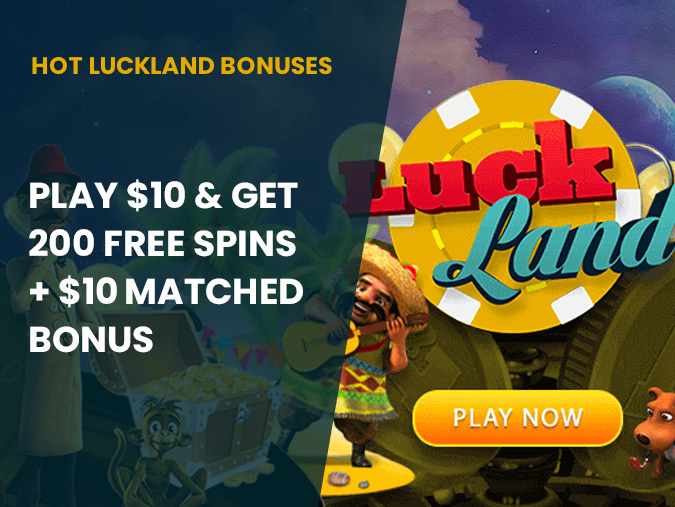 HOT LUCKLAND BONUSES
PLAY $10 & GET
200 FREE SPINS
+ $10 MATCHED
BONUS
Luck
Land
PLAY NOW